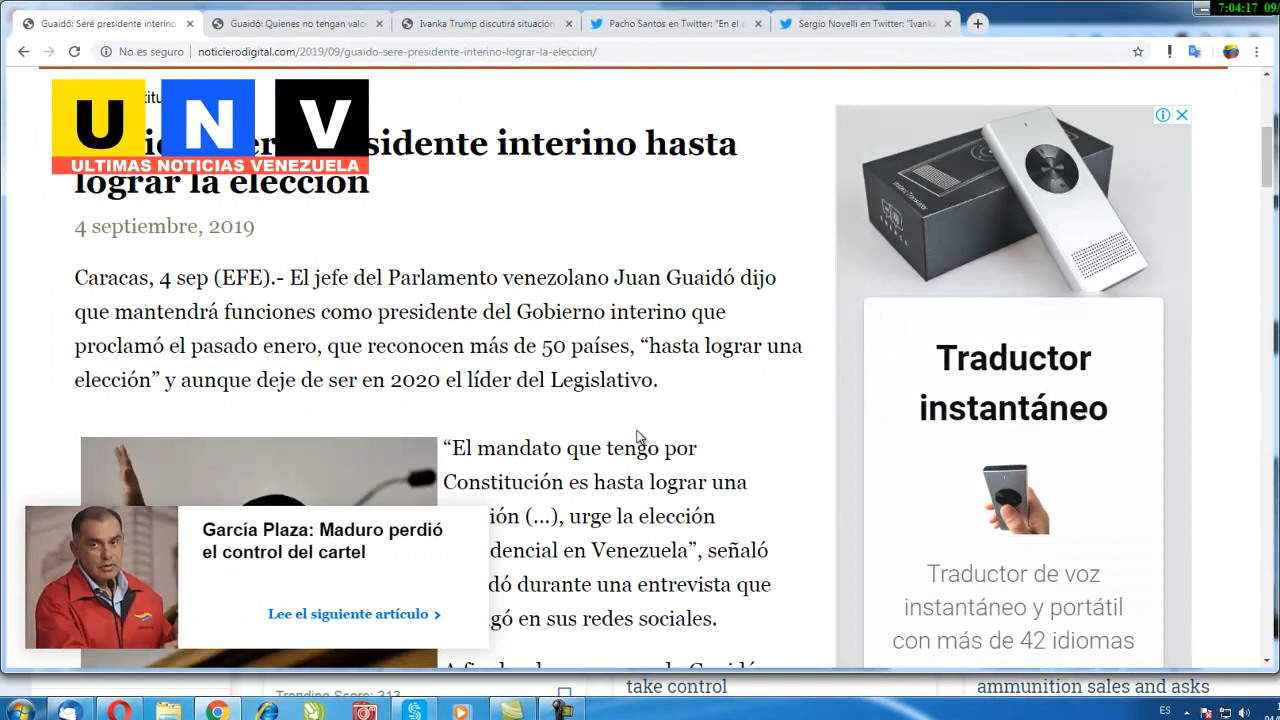 7:04:17 09/
Guaidó: Seré presidente interino
Guaidó: Quienes no tengan valo
Ivanka Trump discutió situación
Pacho Santos en Twitter: "En el
Sergio Novelli en Twitter: "Ivanka
No es seguro
noticierodigital.com/2019/09/guaido-sere-presidente-interino-lograr-la-eleccion/
U N V
ULTIMAS NOTICIAS VENEZUELA
interino hasta
lograr la elección
4 septiembre, 2019
Caracas, 4 sep (EFE).- El jefe del Parlamento venezolano Juan Guaidó dijo
que mantendrá funciones como presidente del Gobierno interino que
proclamó el pasado enero, que reconocen más de 50 países, “hasta lograr una
elección” y aunque deje de ser en 2020 el líder del Legislativo.
“El mandato que tengo por
Constitución es hasta lograr una
ión (...), urge la elección
dencial en Venezuela”, señaló
dó durante una entrevista que
gó en sus redes sociales.
García Plaza: Maduro perdió
el control del cartel
Lee el siguiente artículo >
Traductor
instantáneo
Traductor de voz
instantáneo y portátil
con más de 42 idiomas
Trending Score: 313
take control
ammunition sales and asks
ES